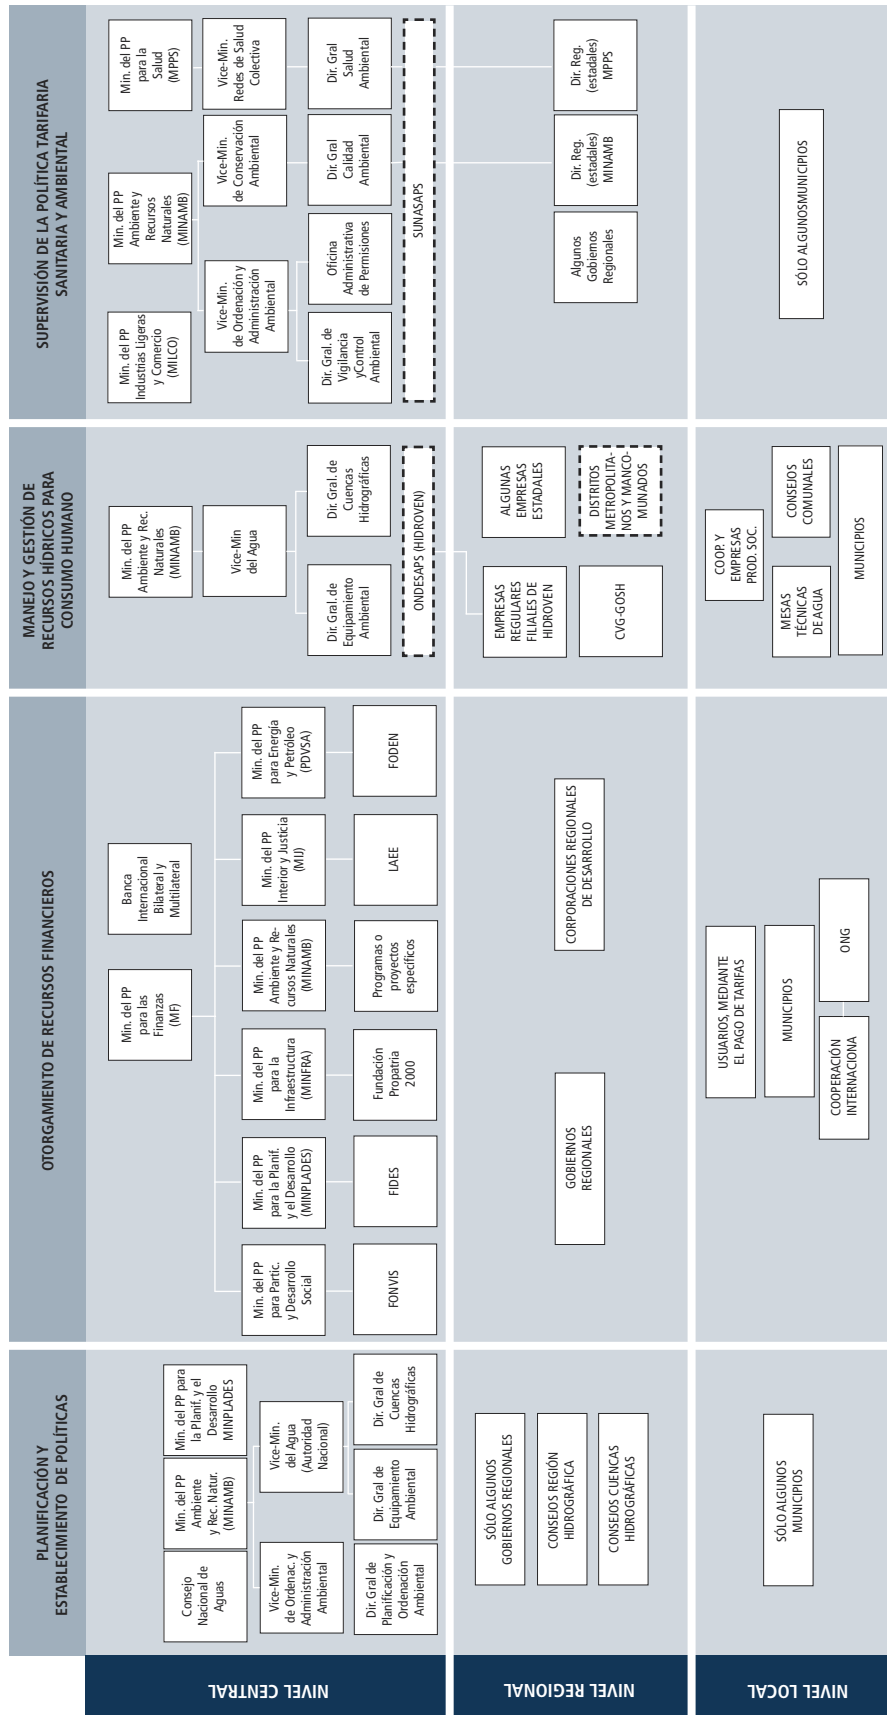 PLANIFICACIÓN Y
ESTABLECIMIENTO DE POLÍTICAS
OTORGAMIENTO DE RECURSOS FINANCIEROS
MANEJO Y GESTIÓN DE
RECURSOS HÍDRICOS PARA
CONSUMO HUMANO
SUPERVISIÓN DE LA POLÍTICA TARIFARIA
SANITARIA Y AMBIENTAL
NIVEL CENTRAL
Consejo
Nacional de
Aguas
Min. del PP
Ambiente
y Rec. Natur.
(MINAMB)
Min. del PP para
la Planif. y el
Desarrollo
MINPLADES
Vice-Min.
de Ordenac. y
Administración
Ambiental
Vice-Min.
del Agua
(Autoridad
Nacional)
Dir. Gral de
Planificación y
Ordenación
Ambiental
Dir. Gral de
Equipamiento
Ambiental
Dir. Gral de
Cuencas
Hidrográficas
Min. del PP
para las
Finanzas
(MF)
Banca
Internacional
Bilateral y
Multilateral
Min. del PP
para Partic.
y Desarrollo
Social
Min. del PP
para la Planif.
y el Desarrollo
(MINPLADES)
Min. del PP
para la
Infraestructura
(MINFRA)
Min. del PP
Ambiente y Re-
cursos Naturales
(MINAMB)
Min. del PP
Interior y Justicia
(MIJ)
Min. del PP
para Energía
y Petróleo
(PDVSA)
FONVIS
FIDES
Fundación
Propatria
2000
Programas o
proyectos
específicos
LAEE
FODEN
Min. del PP
Ambiente y Rec.
Naturales
(MINAMB)
Vice-Min
del Agua
Dir. Gral. de
Equipamiento
Ambiental
Dir. Gral. de
Cuencas
Hidrográficas
ONDESAPS (HIDROVEN)
Min. del PP
Industrias Ligeras
y Comercio
(MILCO)
Min. del PP
Ambiente y
Recursos
Naturales
(MINAMB)
Min. del PP
para la
Salud
(MPPS)
Vice-Min.
de Ordenación y
Administración
Ambiental
Vice-Min.
de Conservación
Ambiental
Vice-Min.
Redes de Salud
Colectiva
Dir. Gral. de
Vigilancia
yControl
Ambiental
Oficina
Administrativa
de Permisiones
Dir. Gral
Calidad
Ambiental
Dir. Gral
Salud
Ambiental
SUNASAPS
NIVEL REGIONAL
SÓLO ALGUNOS
GOBIERNOS REGIONALES
CONSEJOS REGIÓN
HIDROGRÁFICA
CONSEJOS CUENCAS
HIDROGRÁFICAS
GOBIERNOS
REGIONALES
CORPORACIONES REGIONALES
DE DESARROLLO
EMPRESAS
REGULARES
FILIALES DE
HIDROVEN
ALGUNAS
EMPRESAS
ESTADALES
CVG-GOSH
DISTRITOS
METROPOLITA-
NOS Y MANCO-
MUNADOS
Algunos
Gobiermos
Regionales
Dir. Reg.
(estadales)
MINAMB
Dir. Reg.
(estadales)
MPPS
NIVEL LOCAL
SÓLO ALGUNOS
MUNICIPIOS
USUARIOS, MEDIANTE
EL PAGO DE TARIFAS
MUNICIPIOS
COOPERACIÓN
INTERNACIONA
ONG
COOP. Y
EMPRESAS
PROD. SOC.
MESAS
TÉCNICAS
DE AGUA
CONSEJOS
COMUNALES
MUNICIPIOS
SÓLO ALGUNOSMUNICIPIOS